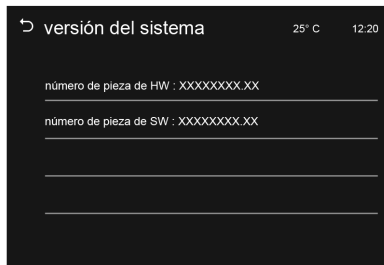 versión del sistema 25° C 12:20
número de pieza de HW : XXXXXXXX.XX
número de pieza de SW : XXXXXXXX.XX